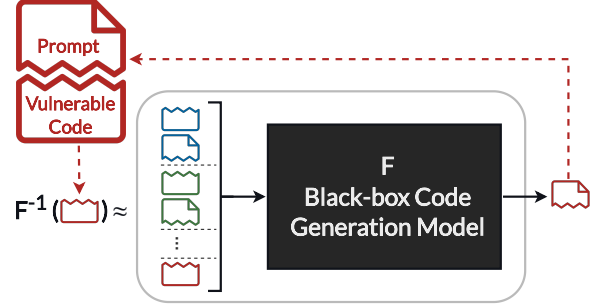 Prompt
Vulnerable
Code
F⁻¹( ) ≈
⋮
F
Black-box Code
Generation Model